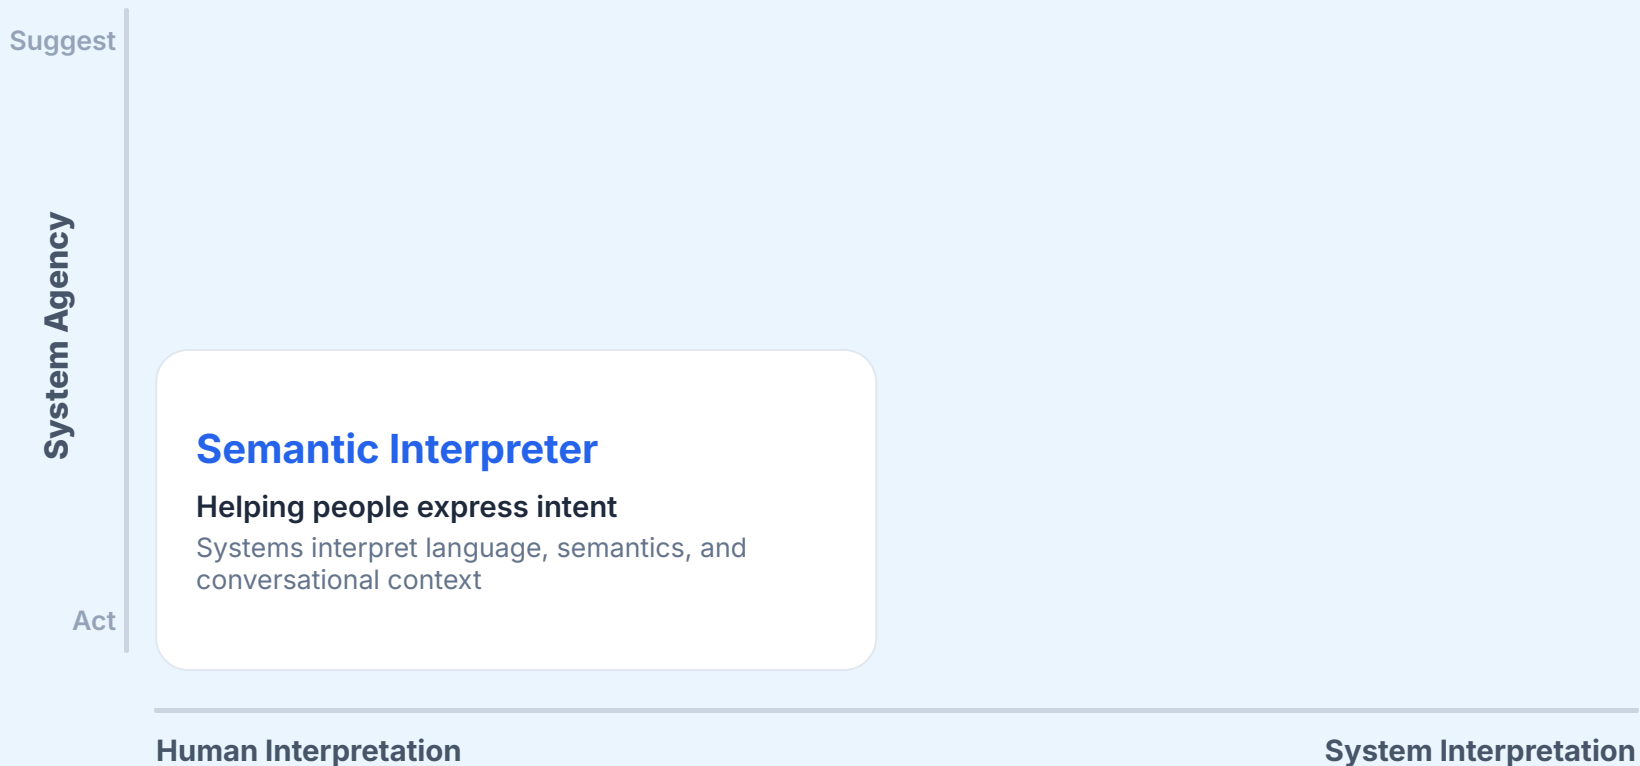 Suggest
System Agency
Semantic Interpreter
Helping people express intent
Systems interpret language, semantics, and
conversational context
Act
Human Interpretation
System Interpretation